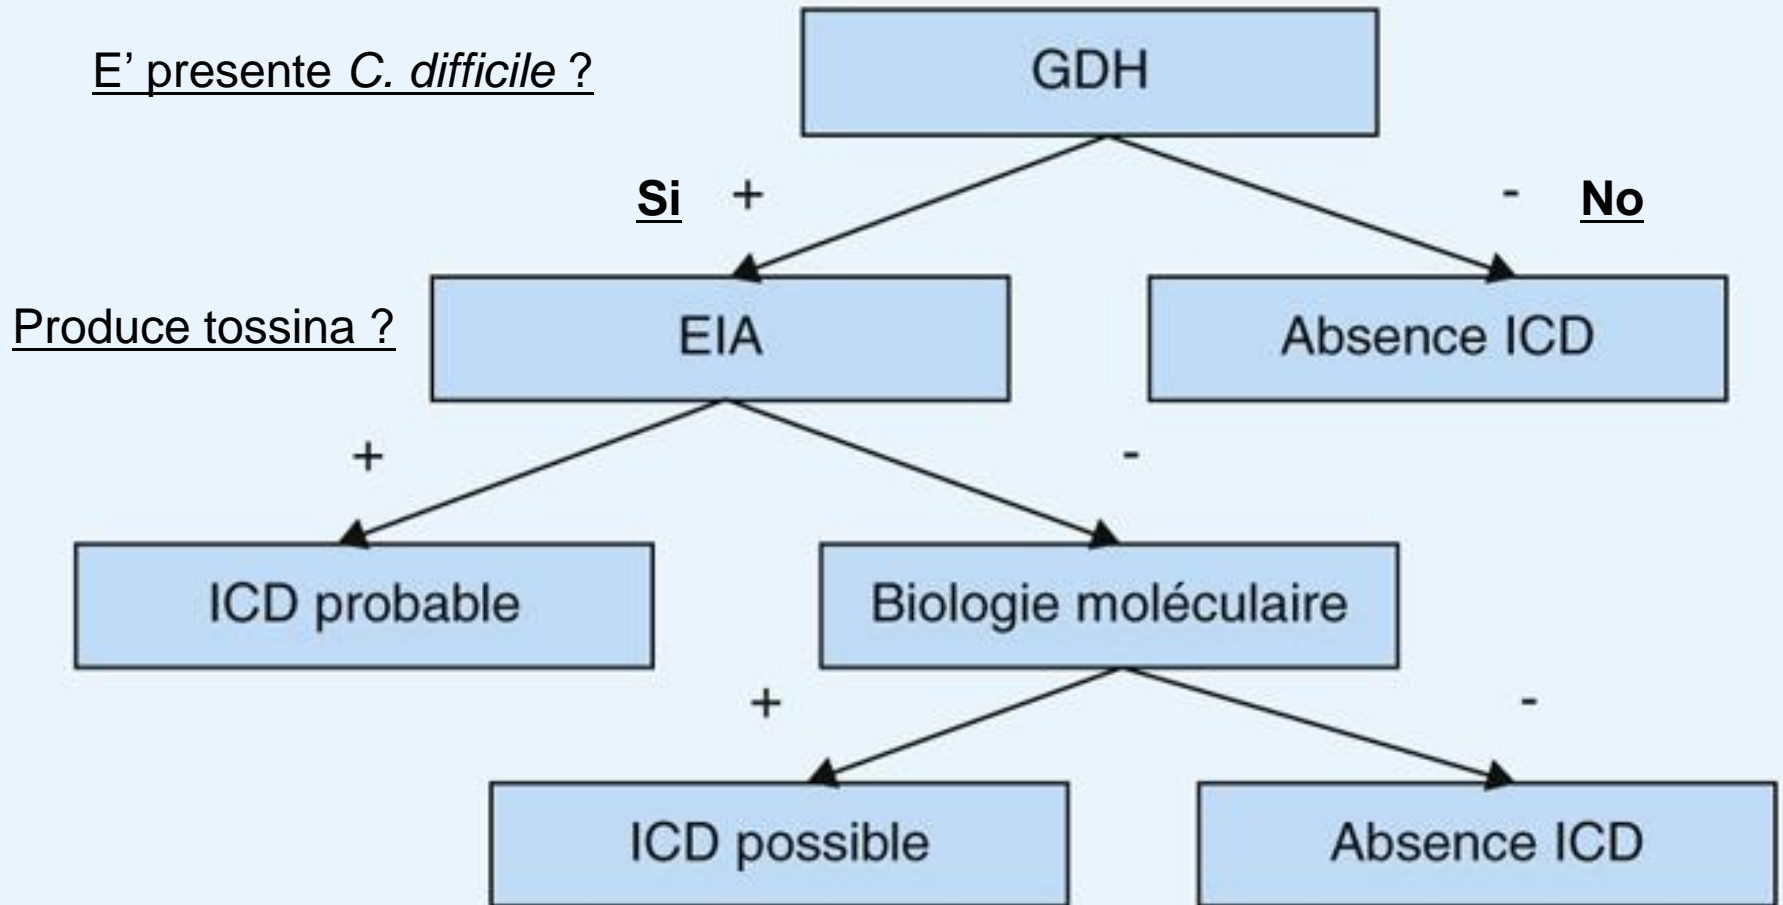 E’ presente C. difficile ?
GDH
Si
+
-
No
Produce tossina ?
EIA
Absence ICD
+
-
ICD probable
Biologie moléculaire
+
-
ICD possible
Absence ICD